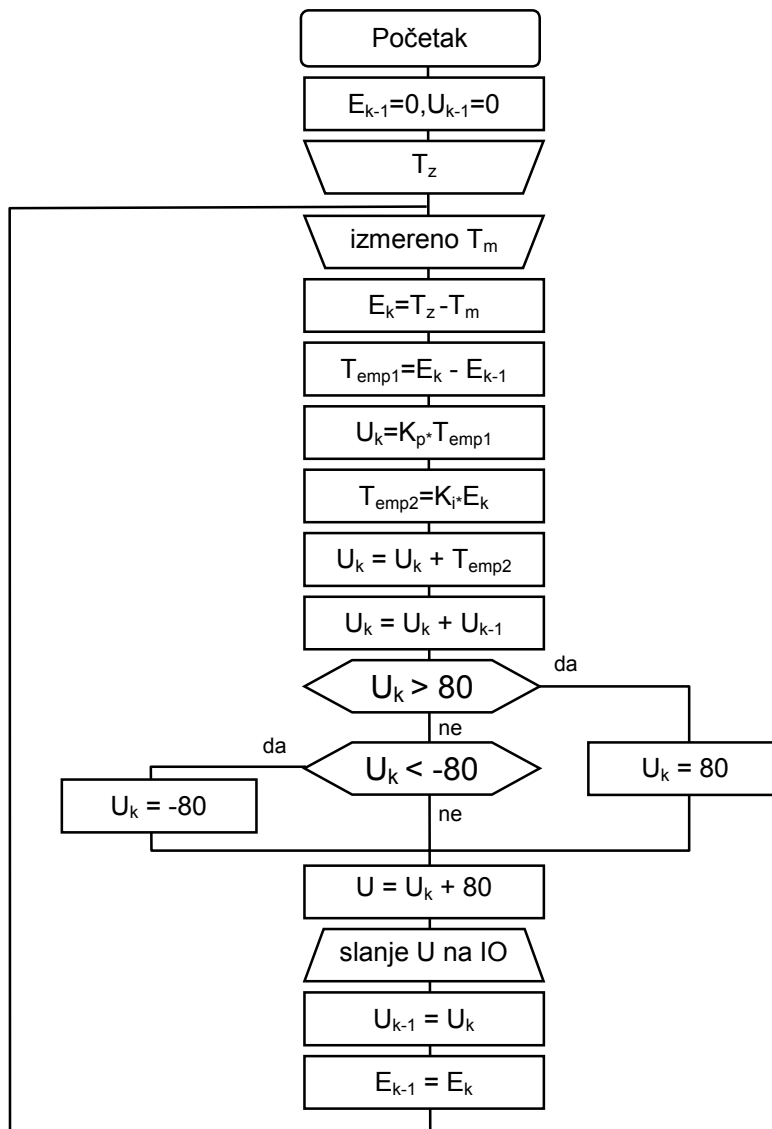 Početak
Eₖ₋₁=0,Uₖ₋₁=0
T_z
izmereno Tₘ
Eₖ=T_z -Tₘ
Tₑₘₚ₁=Eₖ - Eₖ₋₁
Uₖ=Kₚ*Tₑₘₚ₁
Tₑₘₚ₂=Kᵢ*Eₖ
Uₖ = Uₖ + Tₑₘₚ₂
Uₖ = Uₖ + Uₖ₋₁
Uₖ > 80
da
ne
da
Uₖ < -80
Uₖ = 80
Uₖ = -80
ne
U = Uₖ + 80
slanje U na IO
Uₖ₋₁ = Uₖ
Eₖ₋₁ = Eₖ